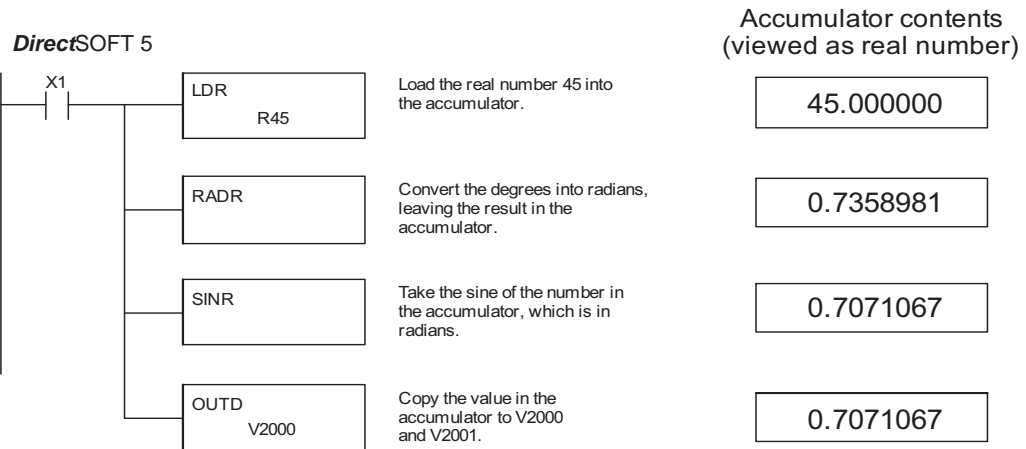 DirectSOFT 5
Accumulator contents
(viewed as real number)
X1
LDR
R45
Load the real number 45 into
the accumulator.
45.000000
RADR
Convert the degrees into radians,
leaving the result in the
accumulator.
0.7358981
SINR
Take the sine of the number in
the accumulator, which is in
radians.
0.7071067
OUTD
V2000
Copy the value in the
accumulator to V2000
and V2001.
0.7071067